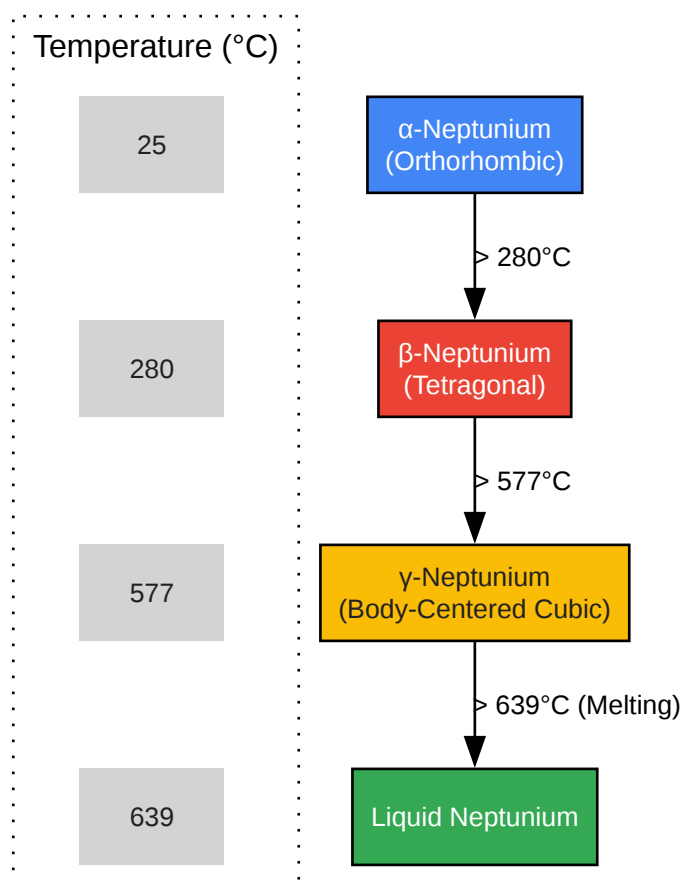 Temperature (°C)
25
α-Neptunium
(Orthorhombic)
> 280°C
280
β-Neptunium
(Tetragonal)
> 577°C
577
γ-Neptunium
(Body-Centered Cubic)
> 639°C (Melting)
639
Liquid Neptunium